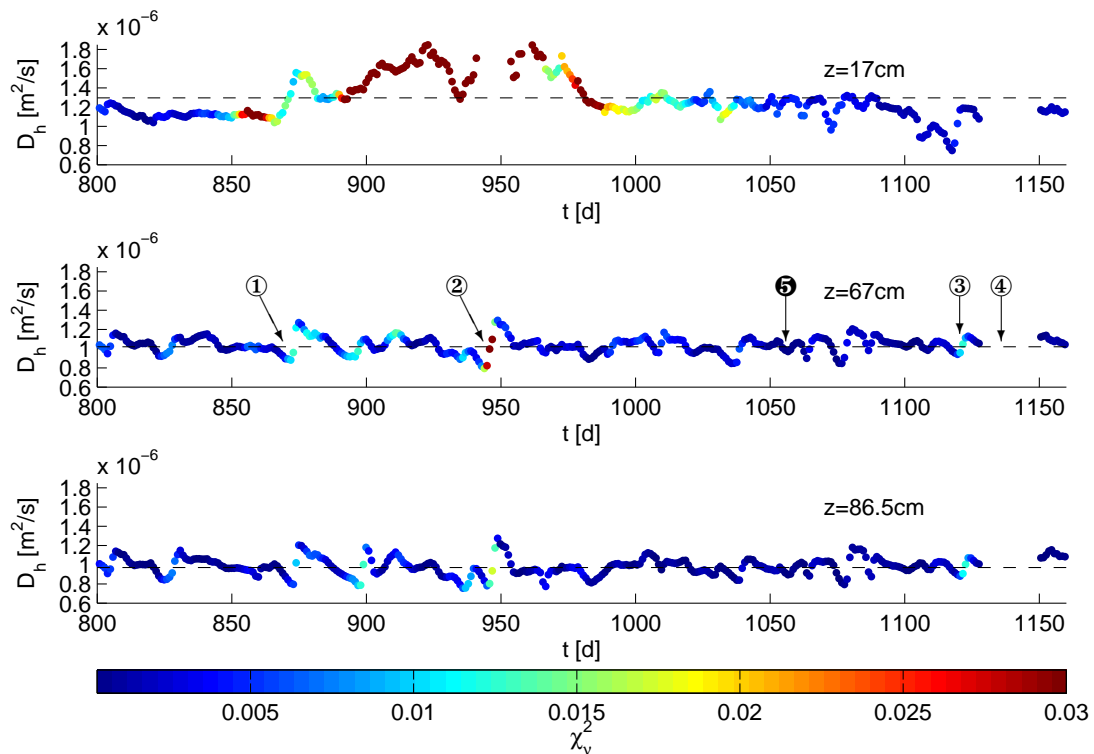 x 10⁻⁶
1.8
1.6
1.4
1.2
1
0.8
0.6
D_h [m²/s]
z=17cm
800 850 900 950 1000 1050 1100 1150
t [d]
x 10⁻⁶
1.8
1.6
1.4
1.2
1
0.8
0.6
D_h [m²/s]
① ② ❺ z=67cm ③ ④
800 850 900 950 1000 1050 1100 1150
t [d]
x 10⁻⁶
1.8
1.6
1.4
1.2
1
0.8
0.6
D_h [m²/s]
z=86.5cm
800 850 900 950 1000 1050 1100 1150
t [d]
0.005 0.01 0.015 0.02 0.025 0.03
χ²_ν